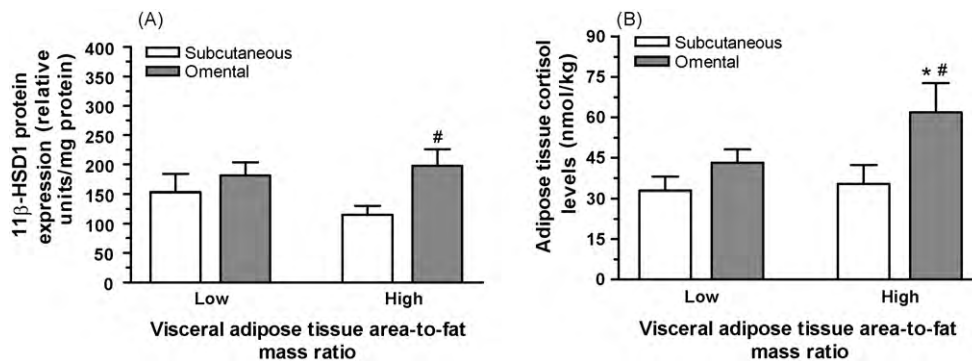 (A)
11β-HSD1 protein
expression (relative
units/mg protein)
400
350
300
250
200
150
100
50
0
Subcutaneous
Omental
#
Low
High
Visceral adipose tissue area-to-fat
mass ratio
(B)
Adipose tissue cortisol
levels (nmol/kg)
90
75
60
45
30
15
0
Subcutaneous
Omental
* #
Low
High
Visceral adipose tissue area-to-fat
mass ratio